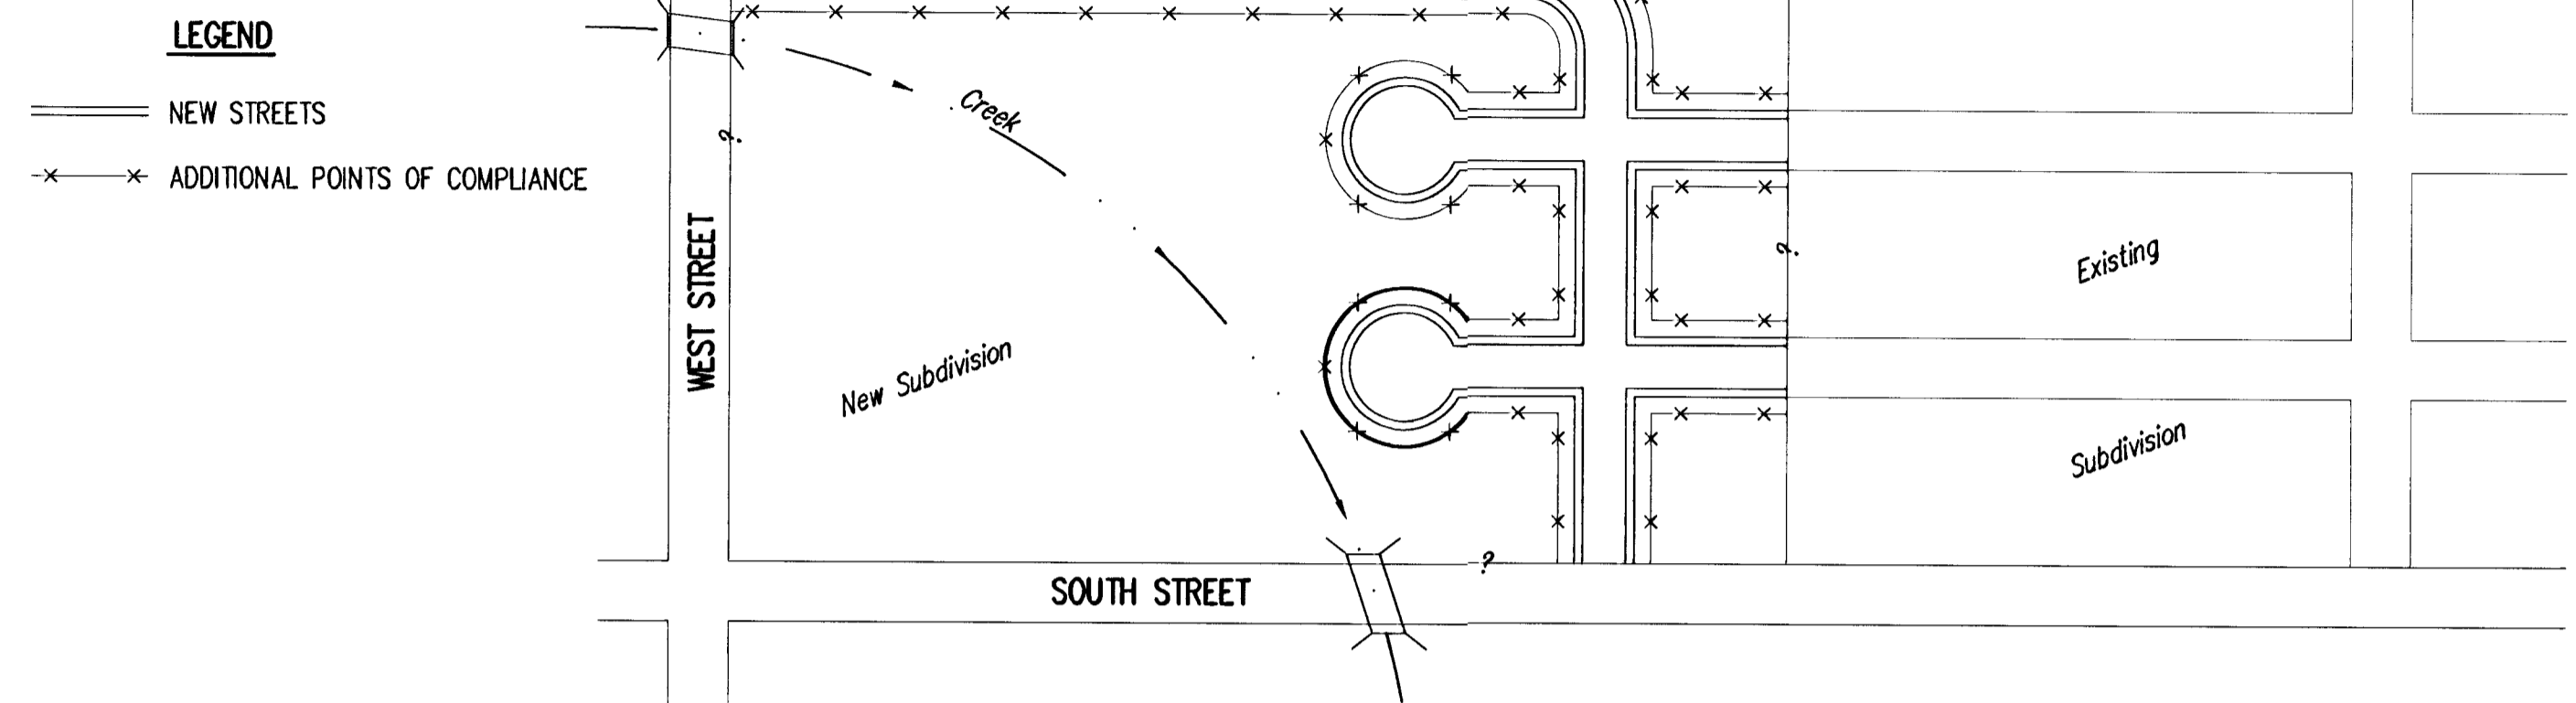 LEGEND
NEW STREETS
ADDITIONAL POINTS OF COMPLIANCE
WEST STREET
?
Creek
New Subdivision
?
Existing
Subdivision
?
SOUTH STREET